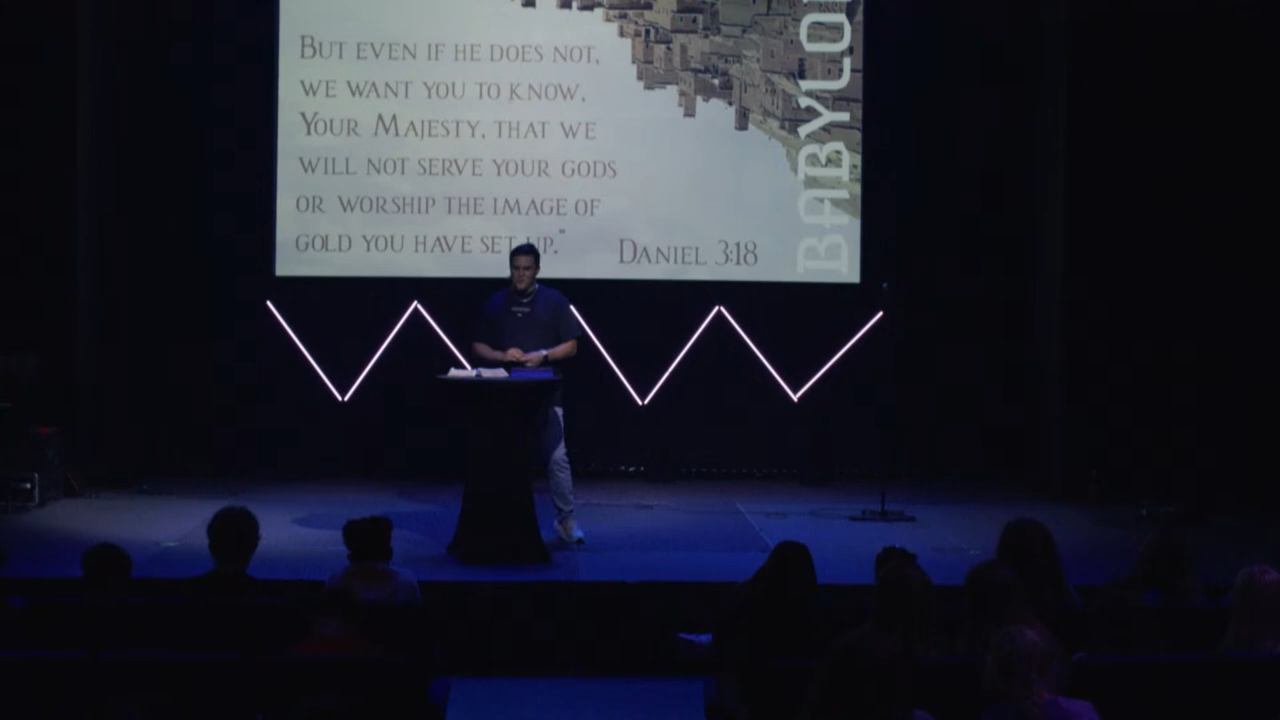 BUT EVEN IF HE DOES NOT,
WE WANT YOU TO KNOW,
YOUR MAJESTY, THAT WE
WILL NOT SERVE YOUR GODS
OR WORSHIP THE IMAGE OF
GOLD YOU HAVE SET UP."
DANIEL 3:18
BABYLO